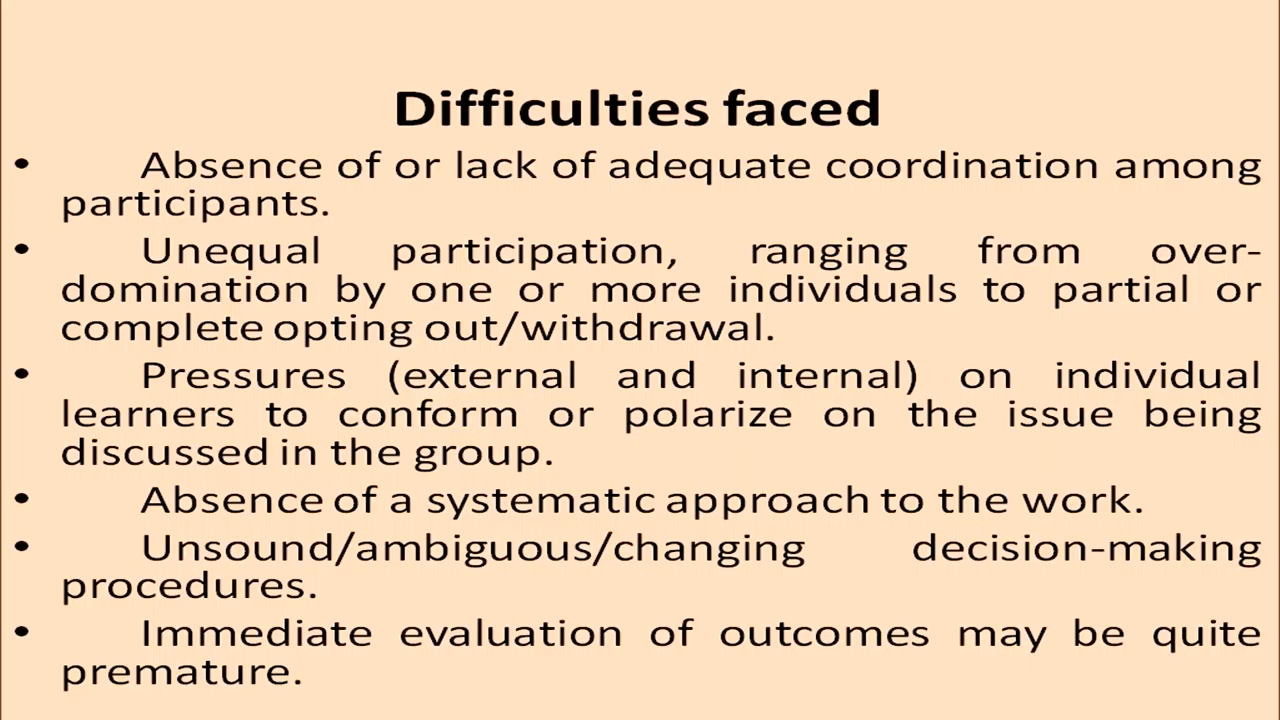 Difficulties faced
• Absence of or lack of adequate coordination among
participants.
• Unequal participation, ranging from over-
domination by one or more individuals to partial or
complete opting out/withdrawal.
• Pressures (external and internal) on individual
learners to conform or polarize on the issue being
discussed in the group.
• Absence of a systematic approach to the work.
• Unsound/ambiguous/changing decision-making
procedures.
• Immediate evaluation of outcomes may be quite
premature.